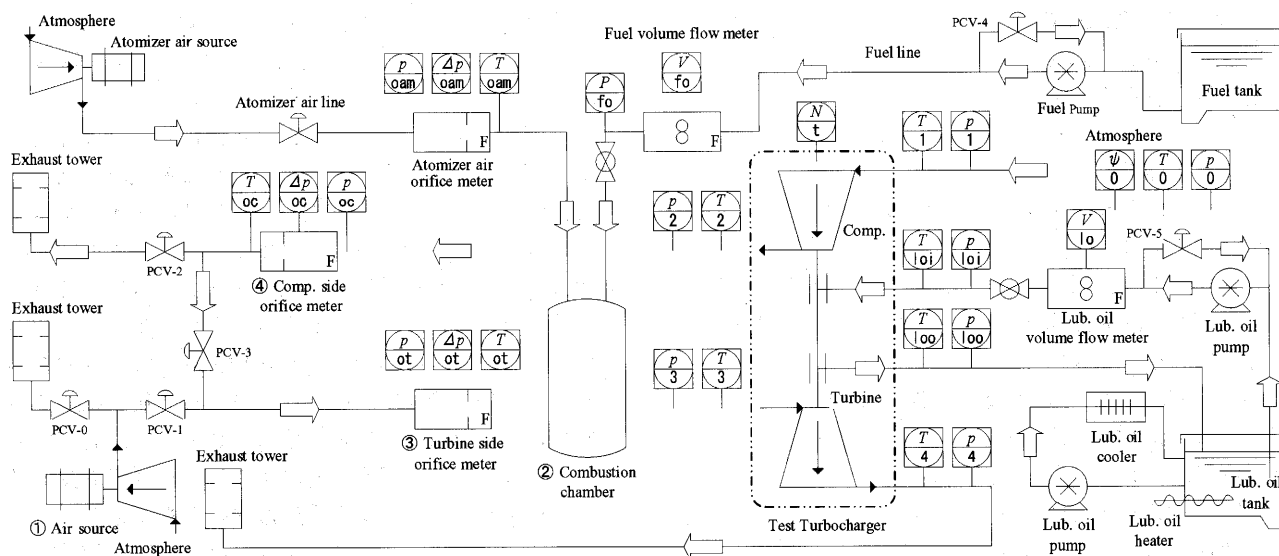 Atmosphere
Atomizer air source
Atomizer air line
p
oam
Δp
oam
T
oam
F
Atomizer air
orifice meter
Fuel volume flow meter
P
fo
V
fo
F
Fuel line
PCV-4
Fuel Pump
Fuel tank
N
t
T
1
p
1
Atmosphere
ψ
0
T
0
p
0
Exhaust tower
T
oc
Δp
oc
p
oc
PCV-2
F
④ Comp. side
orifice meter
p
2
T
2
Comp.
T
loi
p
loi
V
lo
F
PCV-5
Lub. oil
volume flow meter
Lub. oil
pump
T
loo
p
loo
Exhaust tower
PCV-3
PCV-0
PCV-1
p
ot
Δp
ot
T
ot
F
③ Turbine side
orifice meter
② Combustion
chamber
p
3
T
3
Turbine
T
4
p
4
Test Turbocharger
Lub. oil
cooler
Lub. oil
pump
Lub. oil
heater
Lub. oil
tank
① Air source
Atmosphere
Exhaust tower